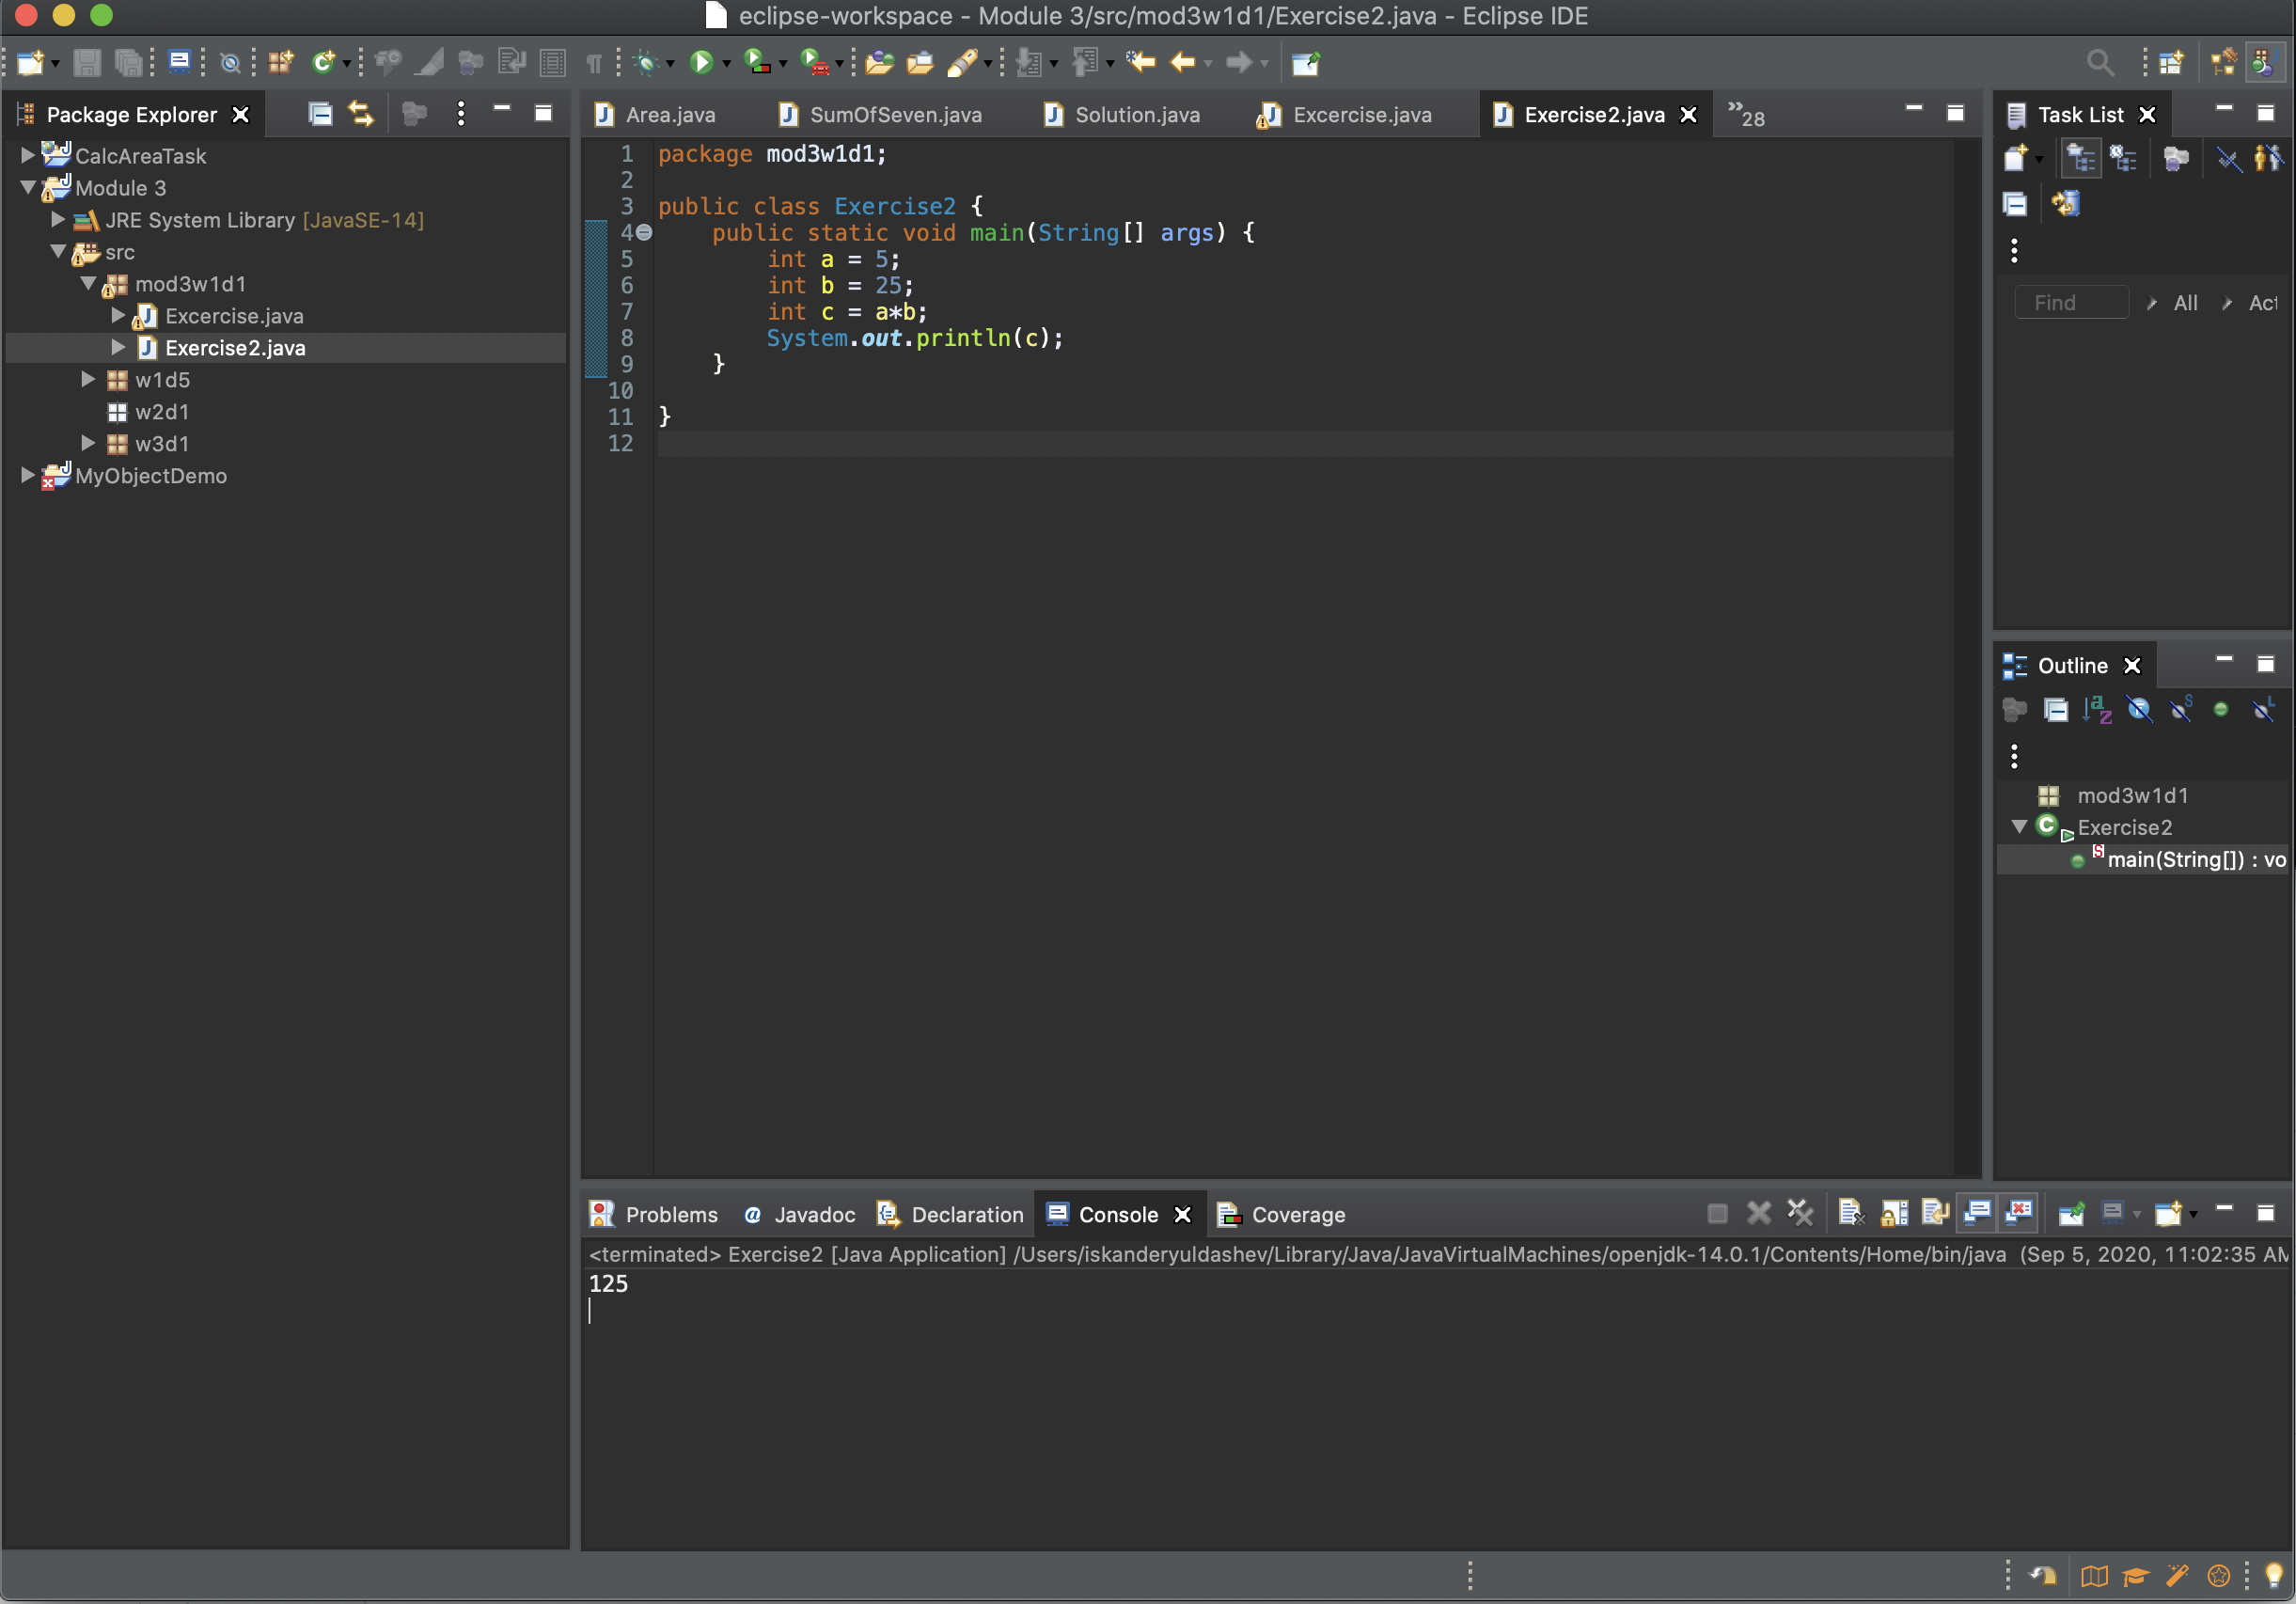 eclipse-workspace - Module 3/src/mod3w1d1/Exercise2.java - Eclipse IDE
Package Explorer
CalcAreaTask
Module 3
JRE System Library [JavaSE-14]
src
mod3w1d1
Excercise.java
Exercise2.java
w1d5
w2d1
w3d1
MyObjectDemo
Area.java
SumOfSeven.java
Solution.java
Excercise.java
Exercise2.java
»28
1 package mod3w1d1;
2
3 public class Exercise2 {
4 public static void main(String[] args) {
5 int a = 5;
6 int b = 25;
7 int c = a*b;
8 System.out.println(c);
9 }
10
11 }
12
Task List
Find
All
Act
Outline
mod3w1d1
Exercise2
main(String[]) : vo
Problems
@ Javadoc
Declaration
Console
Coverage
<terminated> Exercise2 [Java Application] /Users/iskanderyuldashev/Library/Java/JavaVirtualMachines/openjdk-14.0.1/Contents/Home/bin/java (Sep 5, 2020, 11:02:35 AM
125